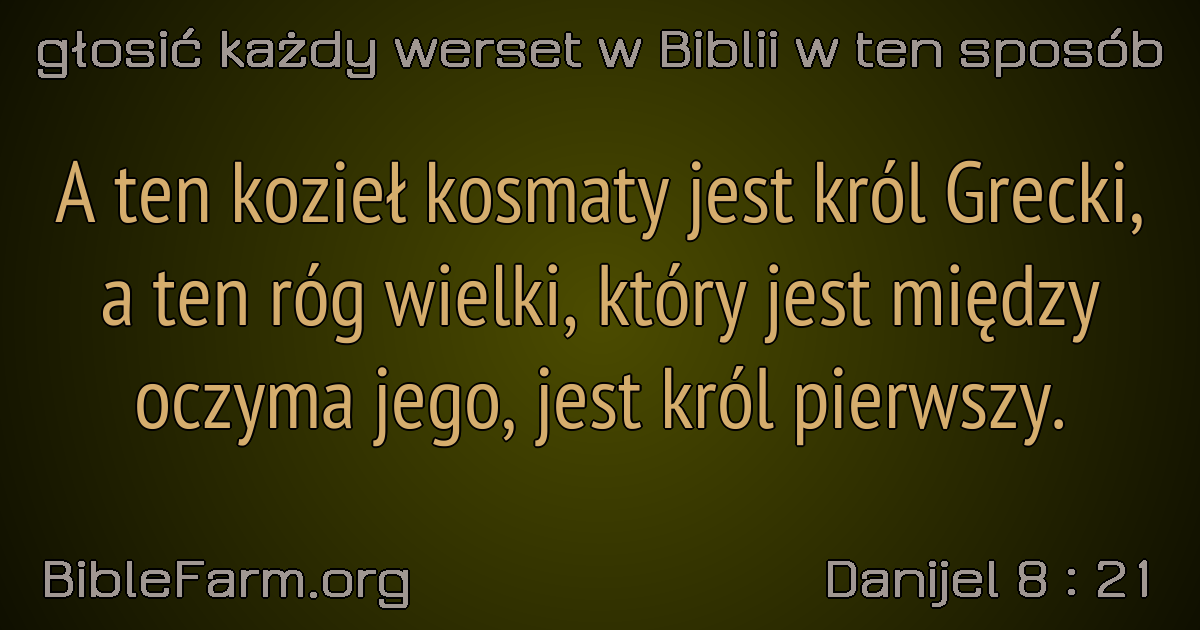 głosić każdy werset w Biblii w ten sposób
A ten kozieł kosmaty jest król Grecki,
a ten róg wielki, który jest między
oczyma jego, jest król pierwszy.
BibleFarm.org
Danijel 8 : 21